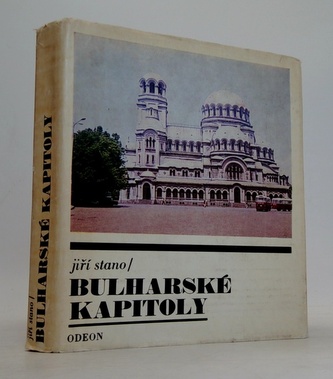 jiří stano/
BULHARSKÉ
KAPITOLY
ODEON
jiří stano/
BULHARSKÉ KAPITOLY